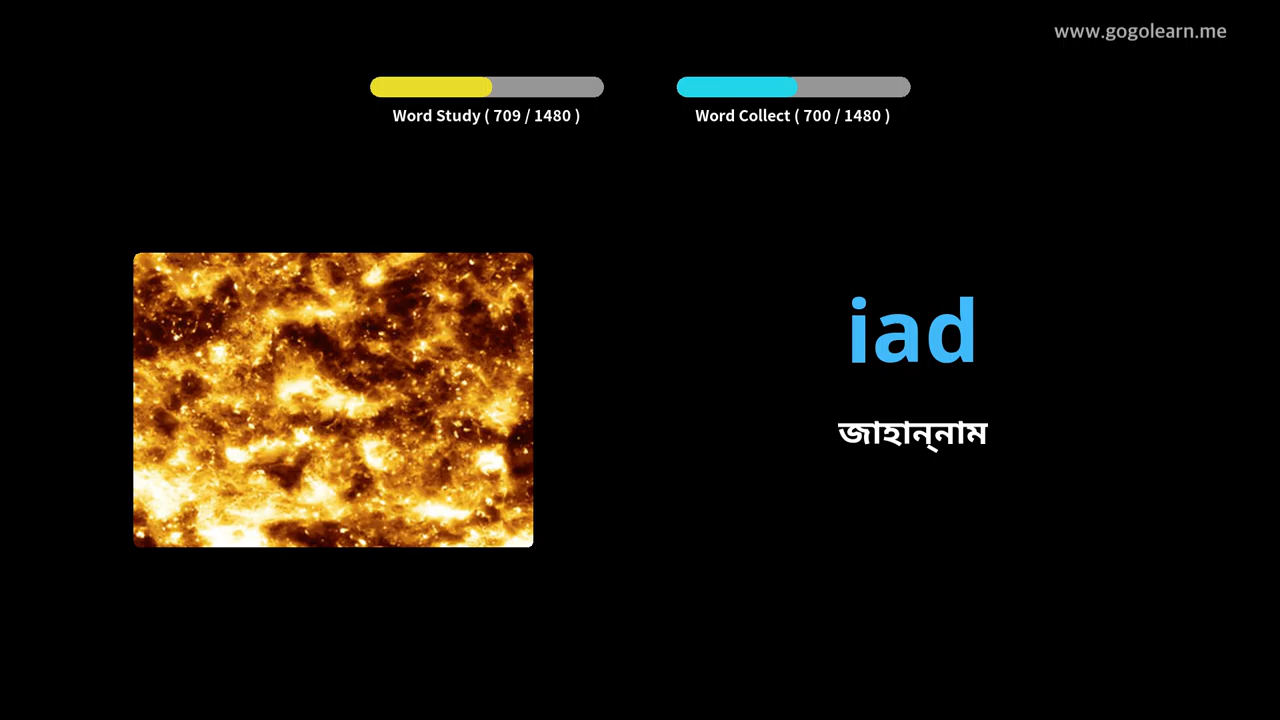 www.gogolearn.me
Word Study ( 709 / 1480 )
Word Collect ( 700 / 1480 )
iad
জাহান্‌নাম